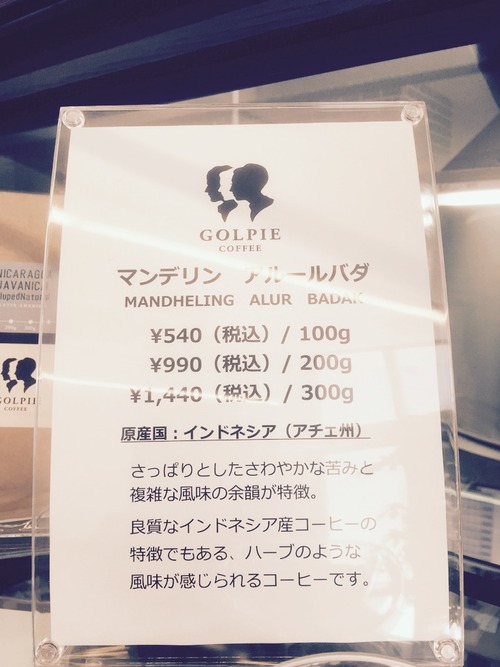 GOLPIE
COFFEE
マンデリン アルールバダ
MANDHELING ALUR BADAK
¥540（税込）/ 100g
¥990（税込）/ 200g
¥1,440（税込）/ 300g
原産国：インドネシア（アチェ州）
さっぱりとしたさわやかな苦みと
複雑な風味の余韻が特徴。
良質なインドネシア産コーヒーの
特徴でもある、ハーブのような
風味が感じられるコーヒーです。
NICARAGU
JAVANICA
DupedNatural
GOLPIE
COFFEE